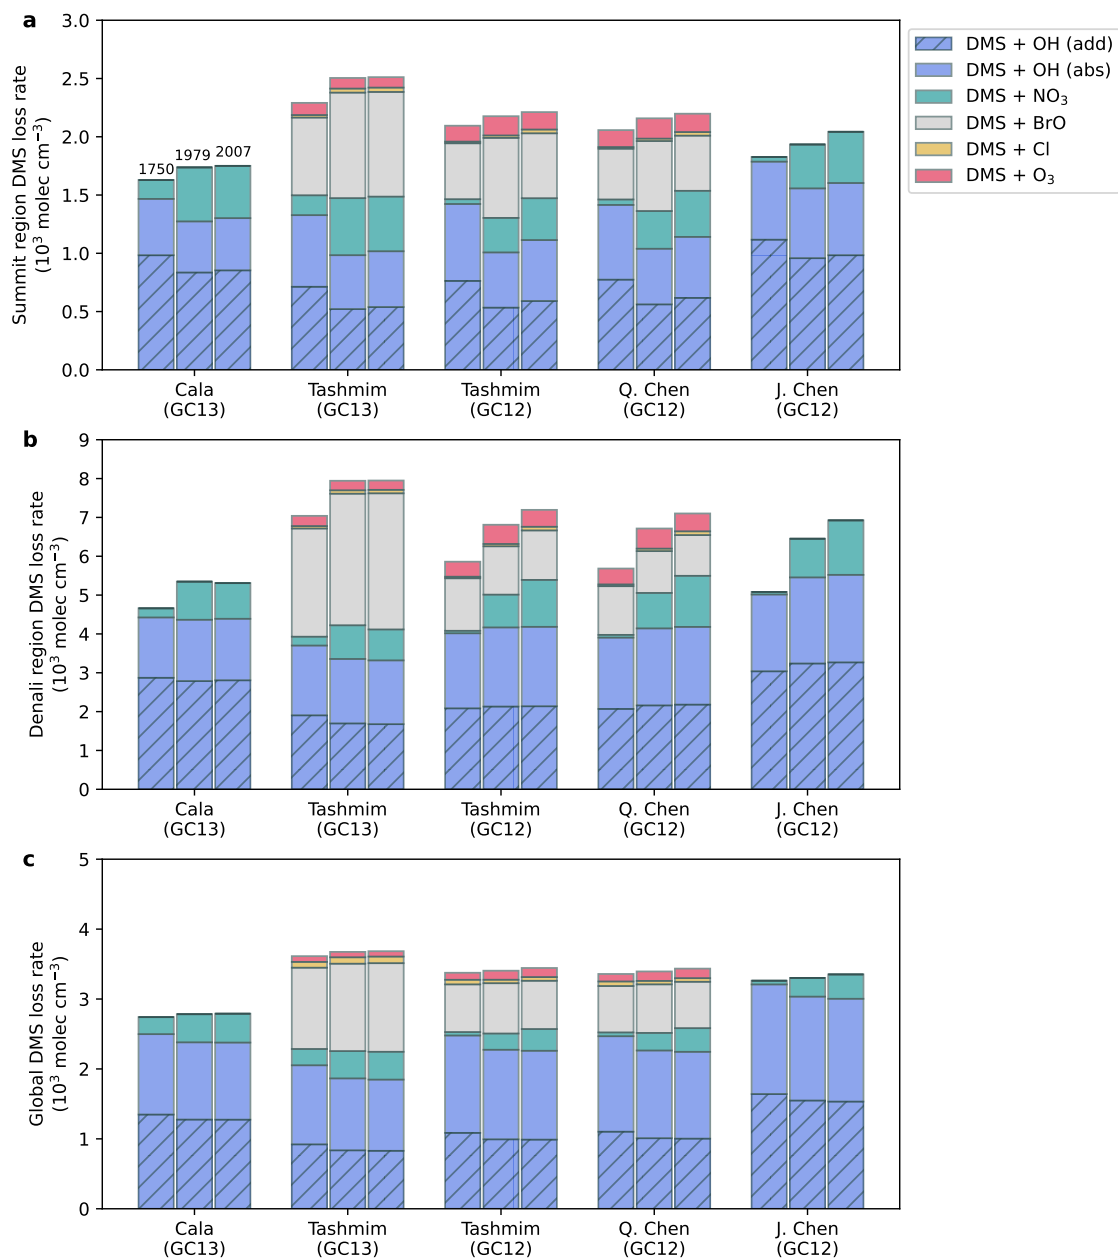 a
Summit region DMS loss rate
(10³ molec cm⁻³)
3.0
2.5
2.0
1.5
1.0
0.5
0.0
1750
1979
2007
Cala
(GC13)
Tashmim
(GC13)
Tashmim
(GC12)
Q. Chen
(GC12)
J. Chen
(GC12)
DMS + OH (add)
DMS + OH (abs)
DMS + NO₃
DMS + BrO
DMS + Cl
DMS + O₃
b
Denali region DMS loss rate
(10³ molec cm⁻³)
9
8
7
6
5
4
3
2
1
0
Cala
(GC13)
Tashmim
(GC13)
Tashmim
(GC12)
Q. Chen
(GC12)
J. Chen
(GC12)
c
Global DMS loss rate
(10³ molec cm⁻³)
5
4
3
2
1
0
Cala
(GC13)
Tashmim
(GC13)
Tashmim
(GC12)
Q. Chen
(GC12)
J. Chen
(GC12)